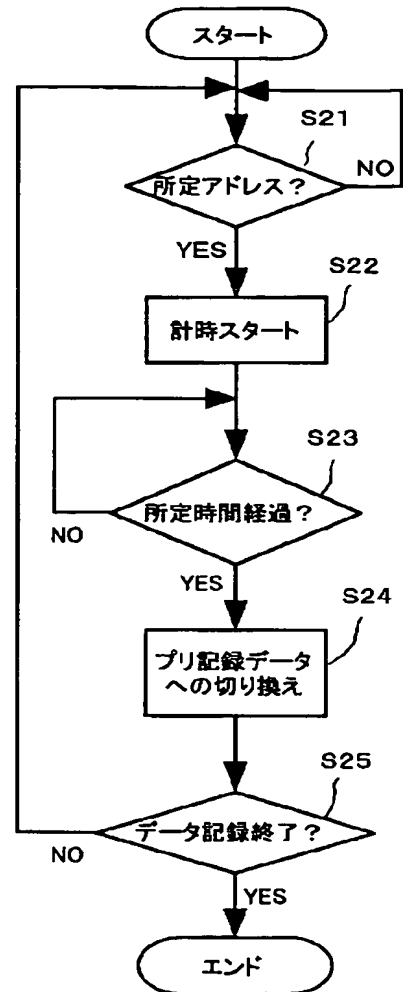 スタート
S21
所定アドレス？
NO
YES
S22
計時スタート
S23
所定時間経過？
NO
YES
S24
プリ記録データ
への切り換え
S25
データ記録終了？
NO
YES
エンド